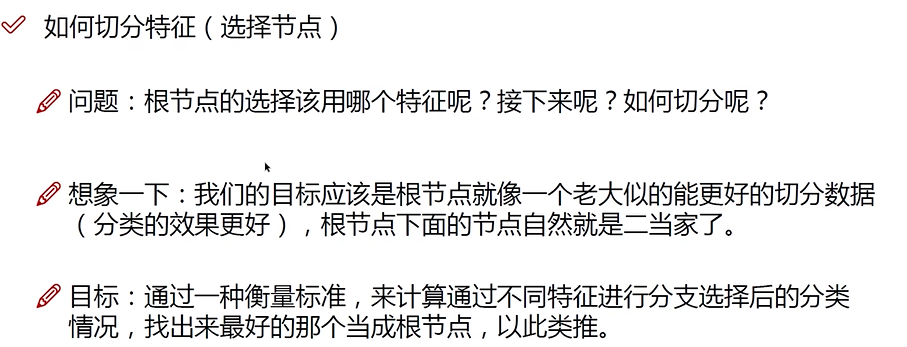 如何切分特征（选择节点）
问题：根节点的选择该用哪个特征呢？接下来呢？如何切分呢？
想象一下：我们的目标应该是根节点就像一个老大似的能更好的切分数据
（分类的效果更好），根节点下面的节点自然就是二当家了。
目标：通过一种衡量标准，来计算通过不同特征进行分支选择后的分类
情况，找出来最好的那个当成根节点，以此类推。